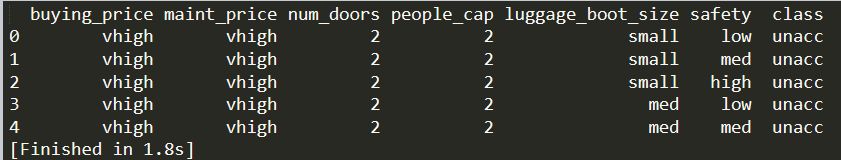 buying_price maint_price num_doors people_cap luggage_boot_size safety class
0 vhigh vhigh 2 2 small low unacc
1 vhigh vhigh 2 2 small med unacc
2 vhigh vhigh 2 2 small high unacc
3 vhigh vhigh 2 2 med low unacc
4 vhigh vhigh 2 2 med med unacc
[Finished in 1.8s]